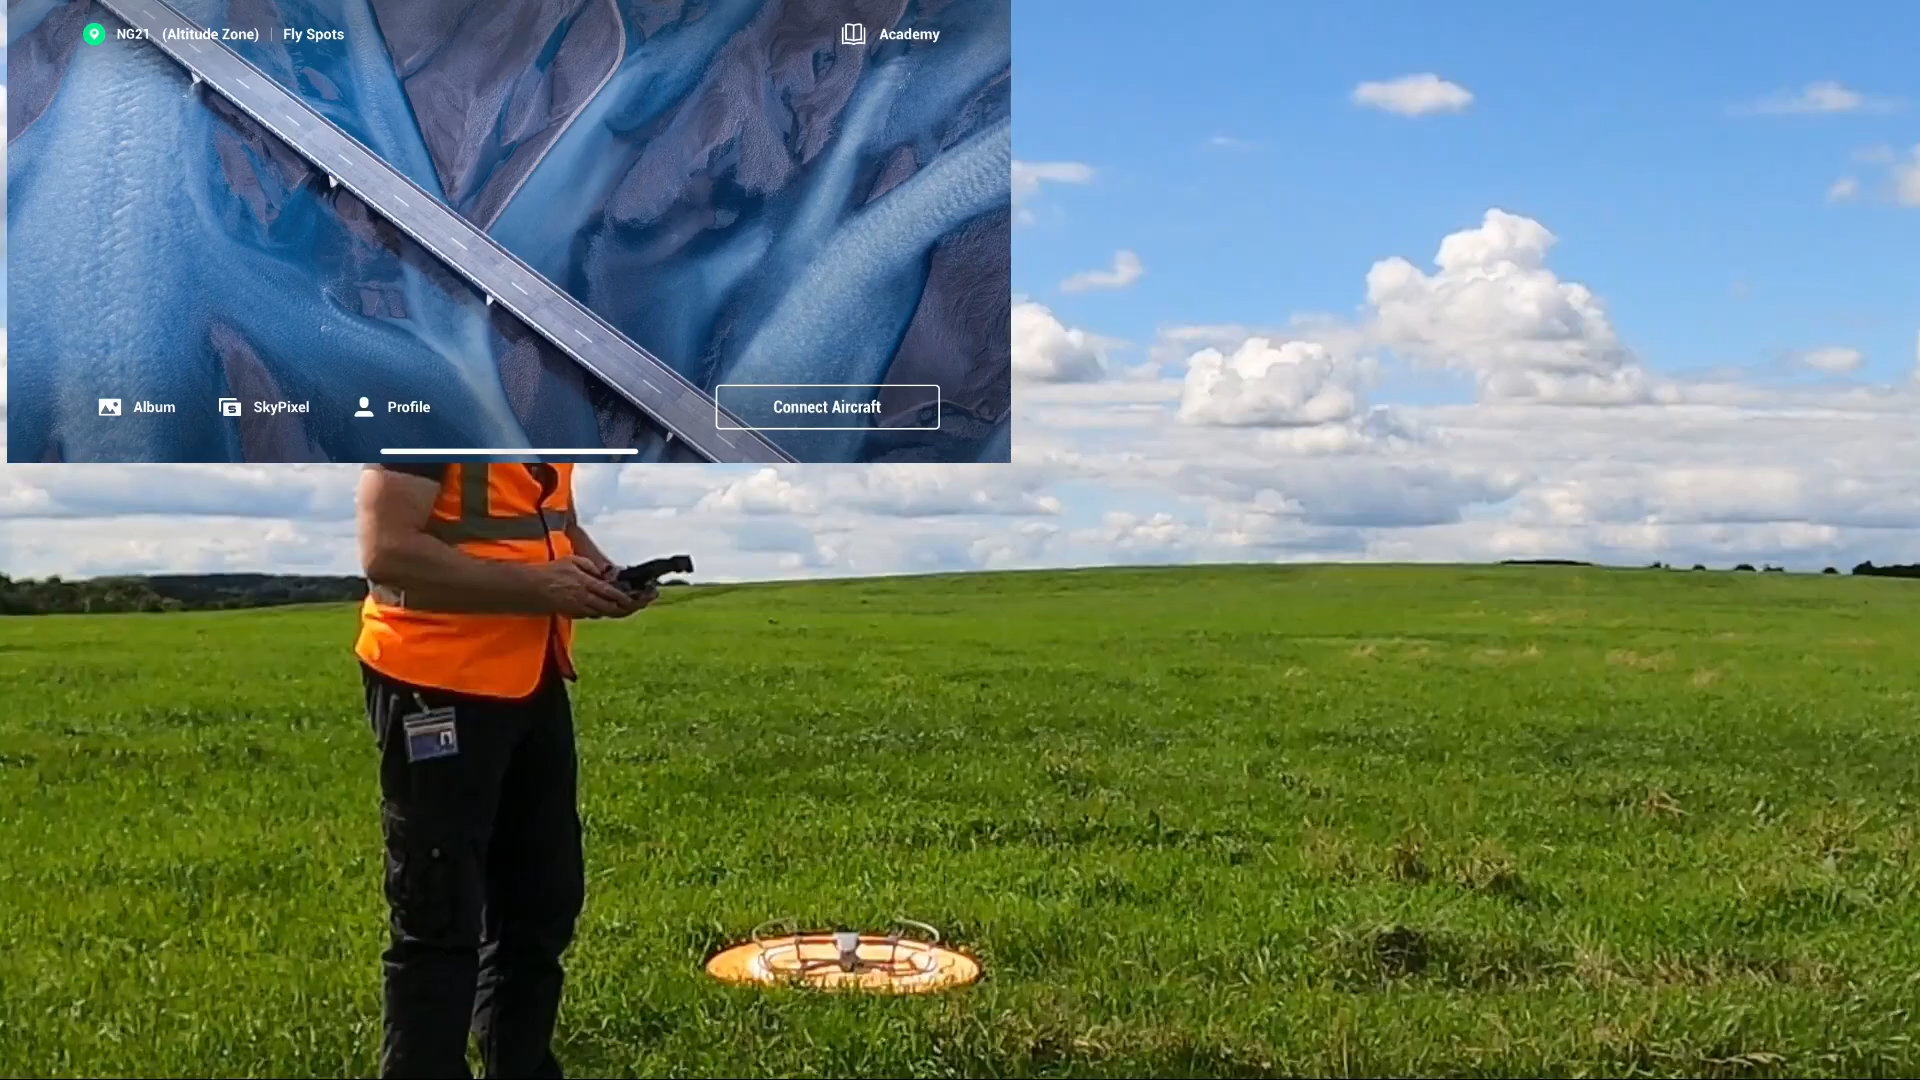 NG21 (Altitude Zone) | Fly Spots
Academy
Album
SkyPixel
Profile
Connect Aircraft